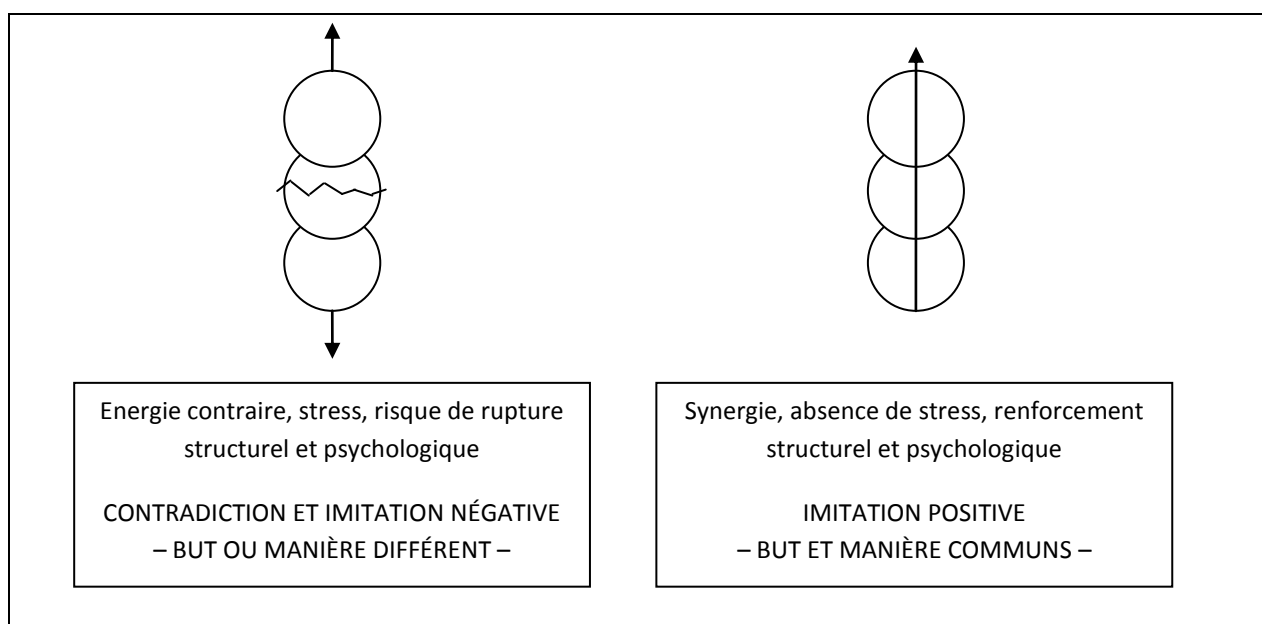 Energie contraire, stress, risque de rupture
structurel et psychologique
CONTRADICTION ET IMITATION NÉGATIVE
– BUT OU MANIÈRE DIFFÉRENT –
Synergie, absence de stress, renforcement
structurel et psychologique
IMITATION POSITIVE
– BUT ET MANIÈRE COMMUNS –